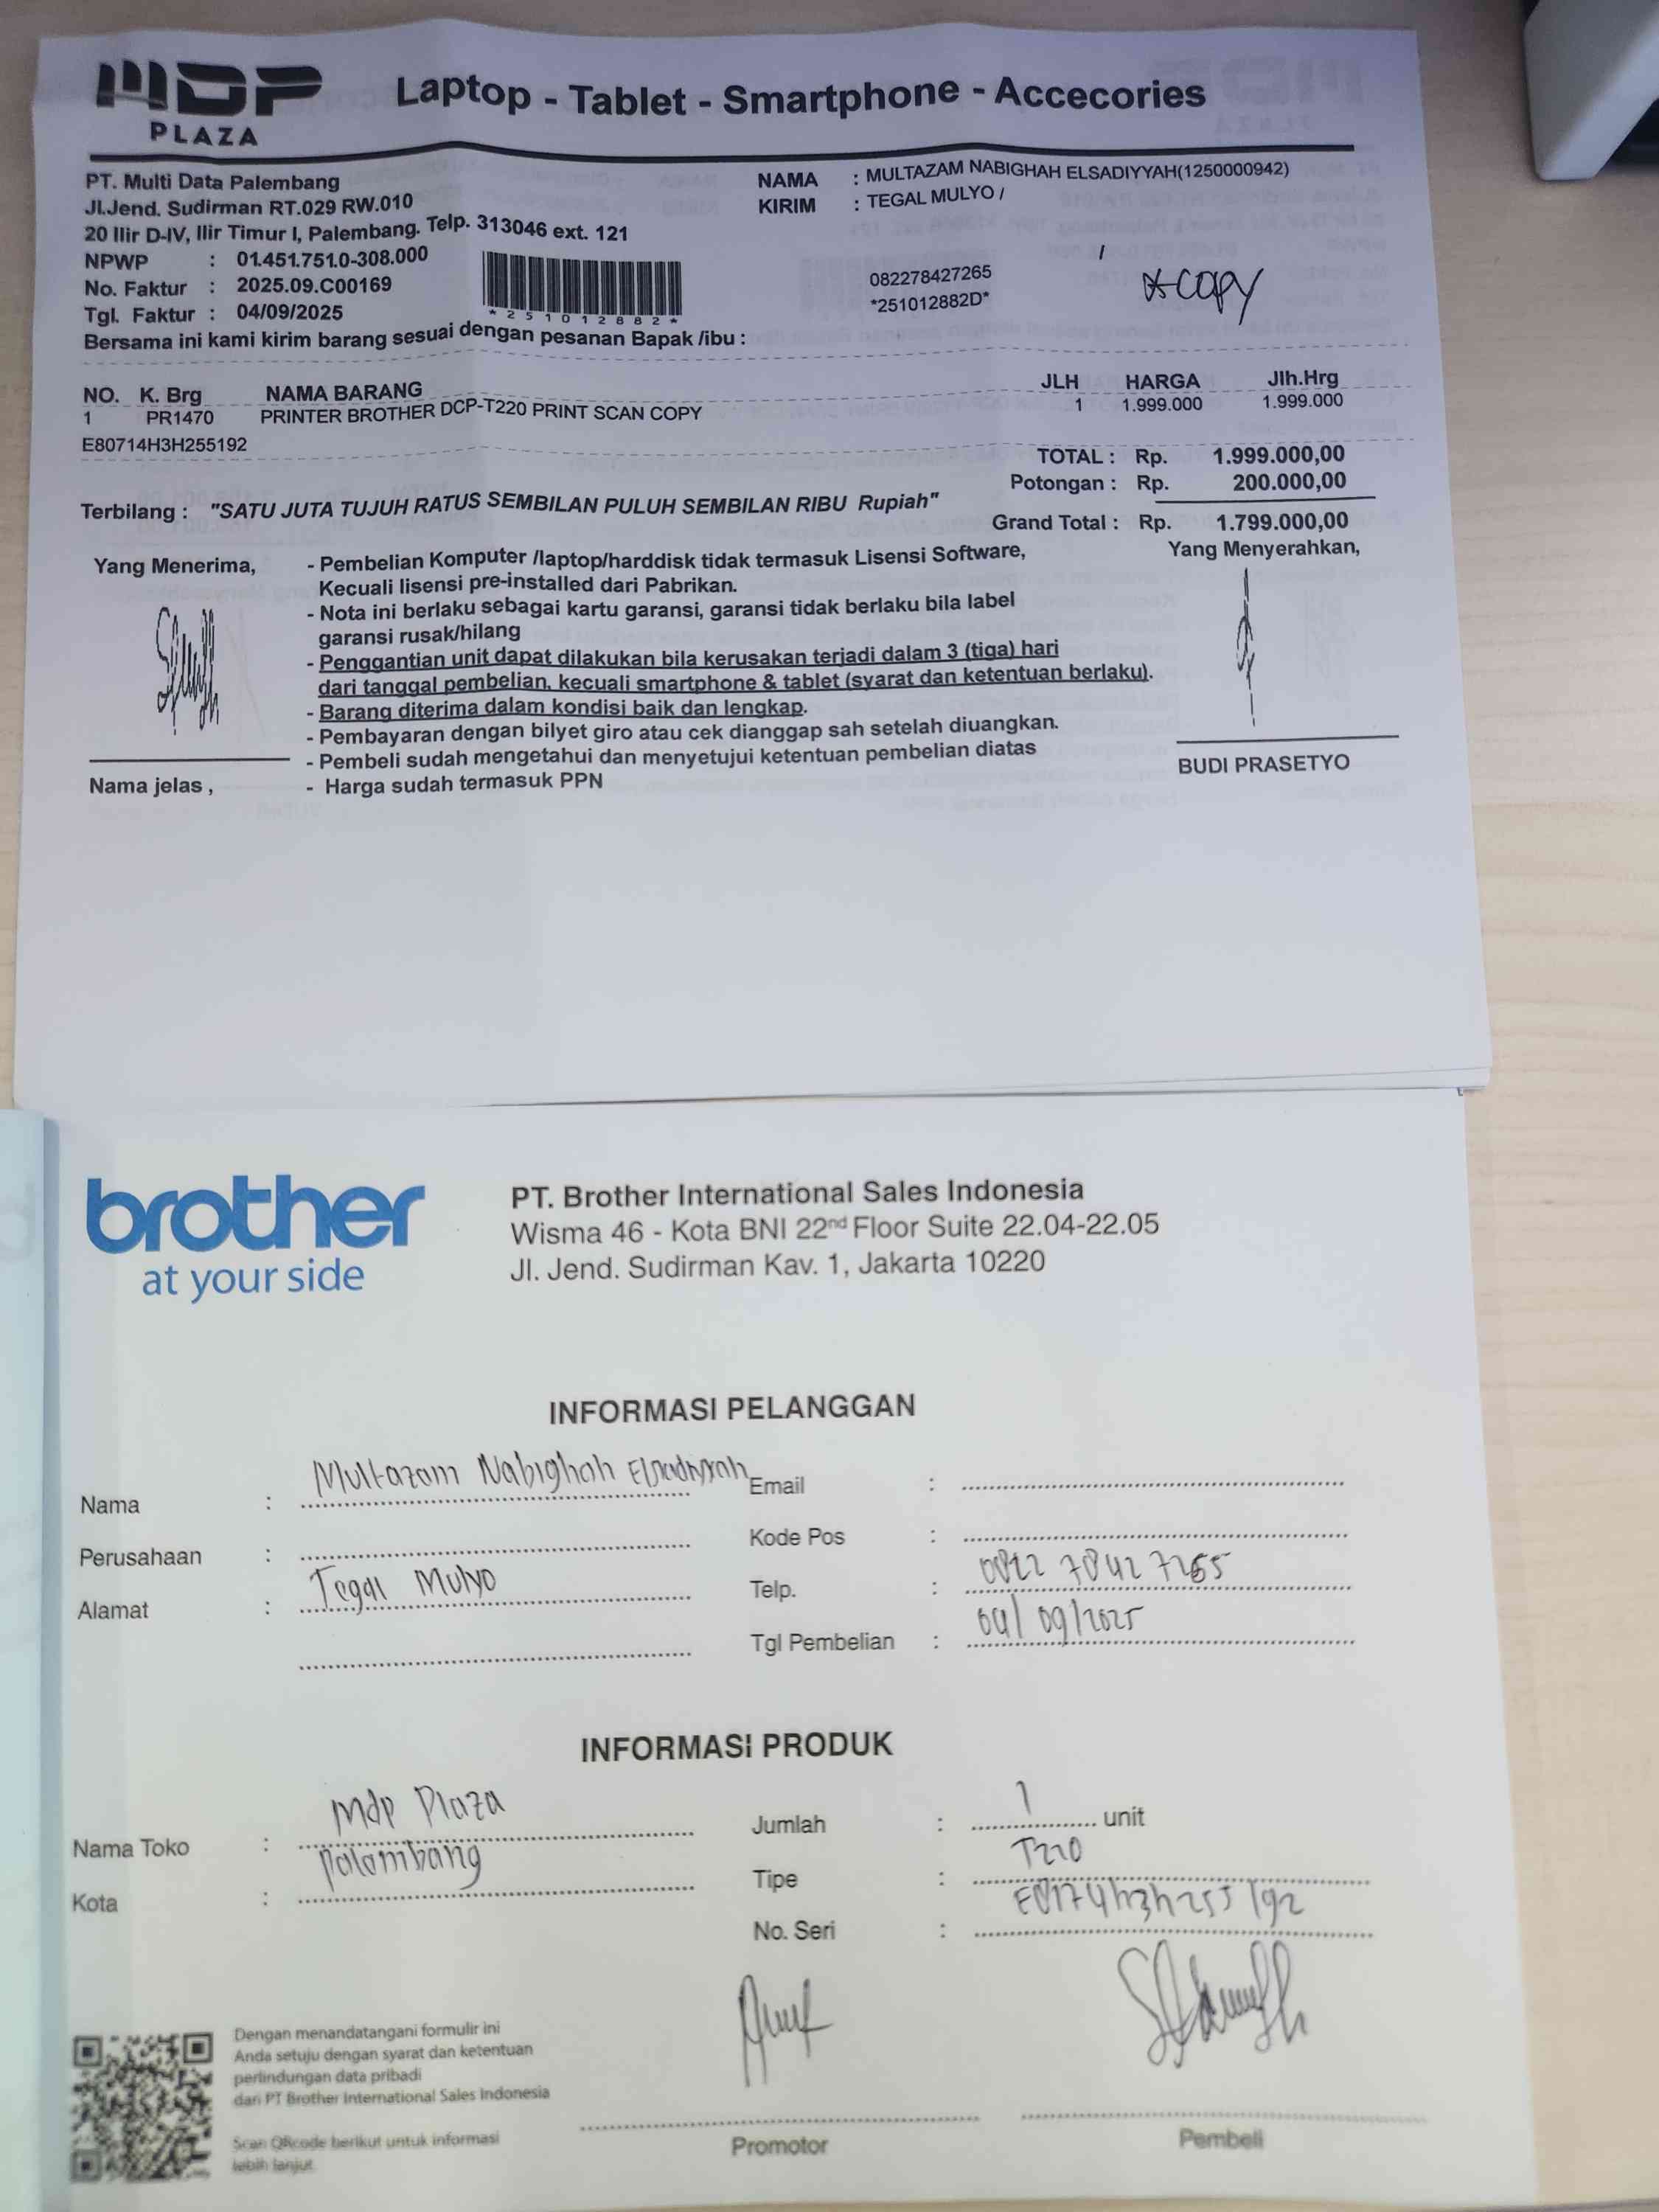 MDP PLAZA
Laptop - Tablet - Smartphone - Accecories
PT. Multi Data Palembang
Jl.Jend. Sudirman RT.029 RW.010
20 Ilir D-IV, Ilir Timur I, Palembang. Telp. 313046 ext. 121
NPWP : 01.451.751.0-308.000
No. Faktur : 2025.09.C00169
Tgl. Faktur : 04/09/2025
*251012882*
NAMA : MULTAZAM NABIGHAH ELSADIYYAH(1250000942)
KIRIM : TEGAL MULYO /
/
082278427265
*251012882D*
*copy
Bersama ini kami kirim barang sesuai dengan pesanan Bapak /ibu :
NO. K. Brg NAMA BARANG JLH HARGA Jlh.Hrg
1 PR1470 PRINTER BROTHER DCP-T220 PRINT SCAN COPY 1 1.999.000 1.999.000
E80714H3H255192
TOTAL : Rp. 1.999.000,00
Potongan : Rp. 200.000,00
Terbilang : "SATU JUTA TUJUH RATUS SEMBILAN PULUH SEMBILAN RIBU Rupiah"
Grand Total : Rp. 1.799.000,00
Yang Menerima,
- Pembelian Komputer /laptop/harddisk tidak termasuk Lisensi Software,
Kecuali lisensi pre-installed dari Pabrikan.
- Nota ini berlaku sebagai kartu garansi, garansi tidak berlaku bila label
garansi rusak/hilang
- Penggantian unit dapat dilakukan bila kerusakan terjadi dalam 3 (tiga) hari
dari tanggal pembelian, kecuali smartphone & tablet (syarat dan ketentuan berlaku).
- Barang diterima dalam kondisi baik dan lengkap.
- Pembayaran dengan bilyet giro atau cek dianggap sah setelah diuangkan.
- Pembeli sudah mengetahui dan menyetujui ketentuan pembelian diatas
- Harga sudah termasuk PPN
Yang Menyerahkan,
BUDI PRASETYO
Nama jelas ,
brother
at your side
PT. Brother International Sales Indonesia
Wisma 46 - Kota BNI 22nd Floor Suite 22.04-22.05
Jl. Jend. Sudirman Kav. 1, Jakarta 10220
INFORMASI PELANGGAN
Nama : Multazam Nabighah Elsadiyyah
Perusahaan :
Alamat : Tegal Mulyo
Email :
Kode Pos :
Telp. : 0822 7842 7265
Tgl Pembelian : 04/09/2025
INFORMASI PRODUK
Nama Toko : Mdp Plaza
Kota : Palembang
Jumlah : 1 unit
Tipe : T220
No. Seri : E80174h3h255192
Dengan menandatangani formulir ini
Anda setuju dengan syarat dan ketentuan
perlindungan data pribadi
dari PT Brother International Sales Indonesia
Scan QRcode berikut untuk informasi
lebih lanjut
Promotor
Pembeli